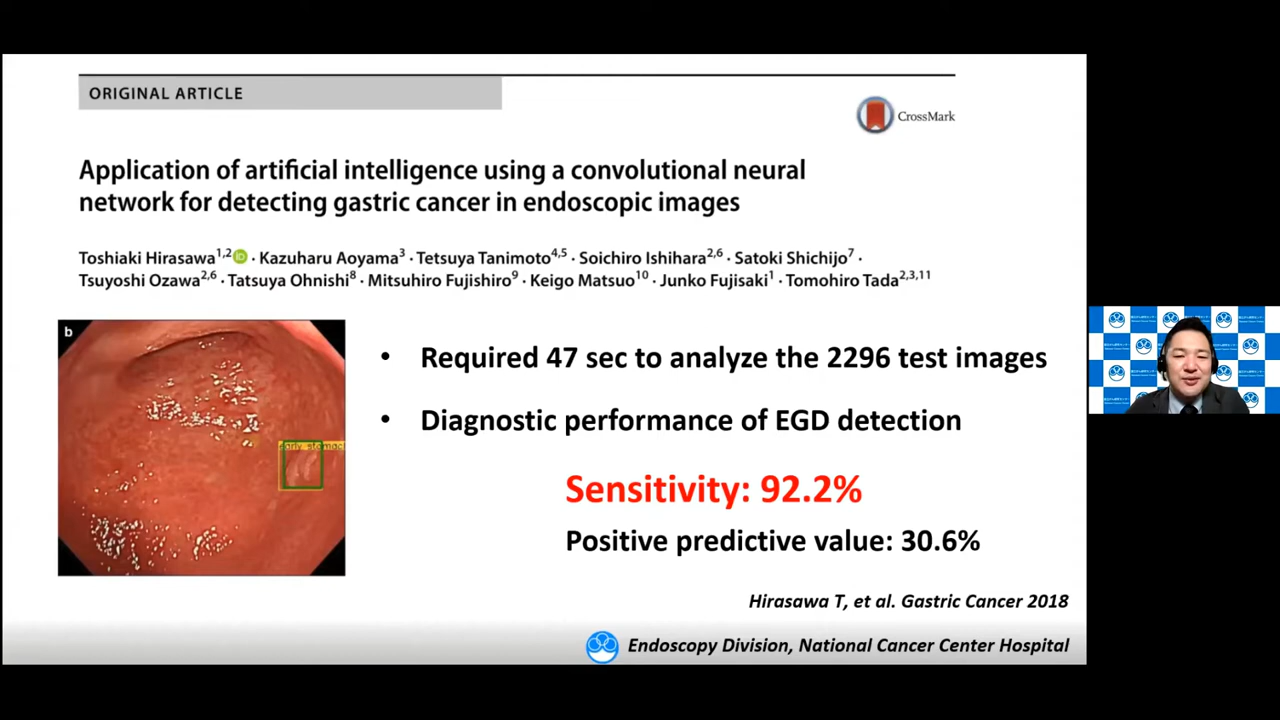 ORIGINAL ARTICLE
CrossMark
Application of artificial intelligence using a convolutional neural
network for detecting gastric cancer in endoscopic images
Toshiaki Hirasawa1,2 iD · Kazuharu Aoyama3 · Tetsuya Tanimoto4,5 · Soichiro Ishihara2,6 · Satoki Shichijo7 ·
Tsuyoshi Ozawa2,6 · Tatsuya Ohnishi8 · Mitsuhiro Fujishiro9 · Keigo Matsuo10 · Junko Fujisaki1 · Tomohiro Tada2,3,11
b
early stomach
• Required 47 sec to analyze the 2296 test images
• Diagnostic performance of EGD detection
Sensitivity: 92.2%
Positive predictive value: 30.6%
Hirasawa T, et al. Gastric Cancer 2018
Endoscopy Division, National Cancer Center Hospital